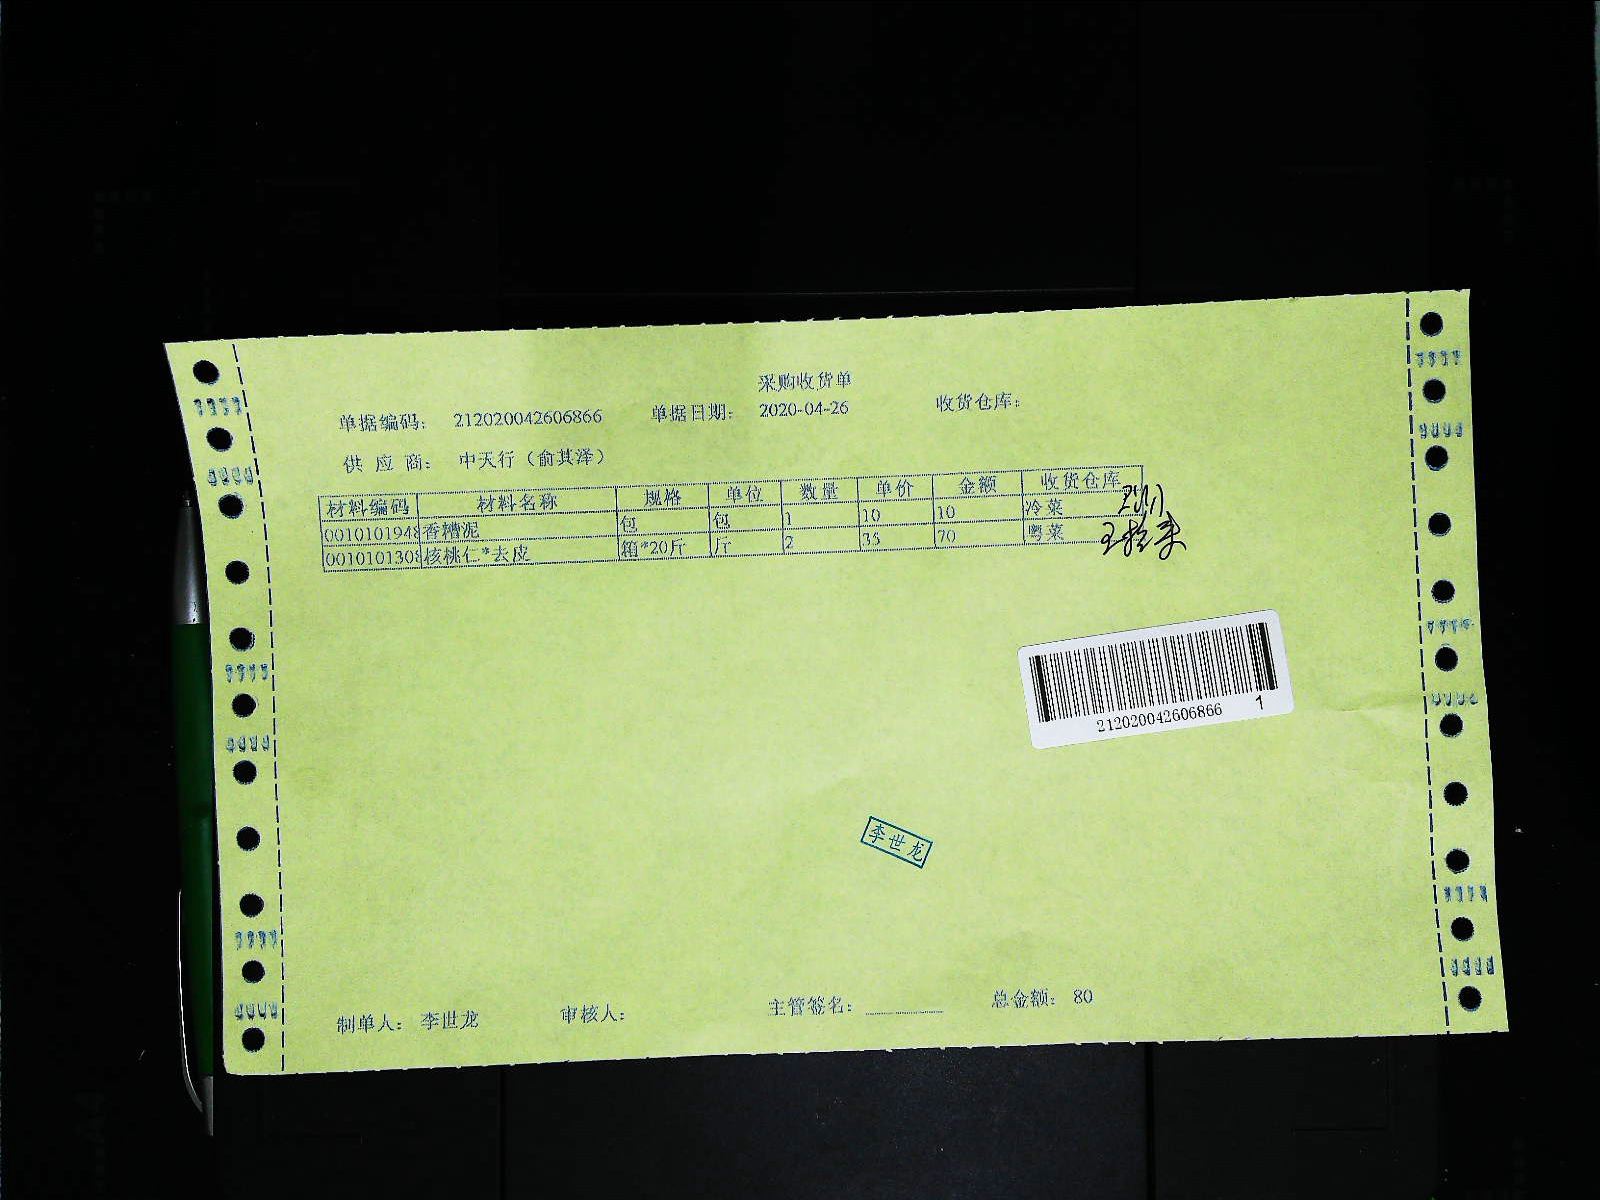 采购收货单
单据编码： 212020042606866 单据日期： 2020-04-26 收货仓库：
供 应 商： 中天行（俞其泽）
材料编码 材料名称 规格 单位 数量 单价 金额 收货仓库
0010101948 香糟泥 包 包 1 10 10 冷菜
0010101308 核桃仁*去皮 箱*20斤 斤 2 35 70 粤菜
212020042606866 1
李世龙
制单人： 李世龙 审核人： 主管签名： 总金额： 80